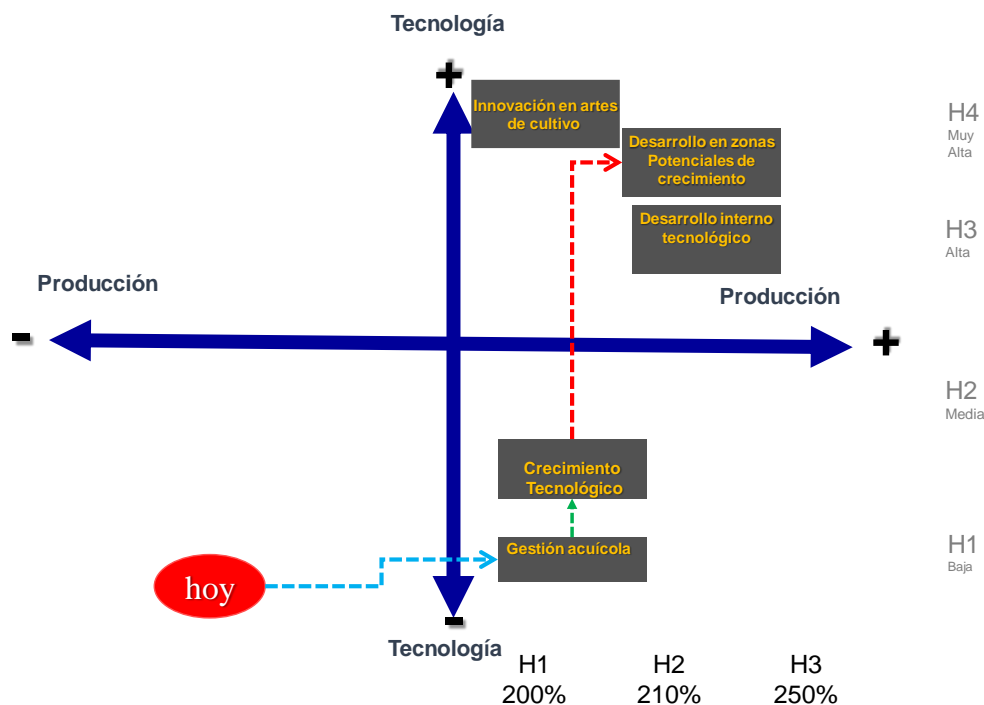 Tecnología
+
Innovación en artes
de cultivo
H4
Muy
Alta
Desarrollo en zonas
Potenciales de
crecimiento
Desarrollo interno
tecnológico
H3
Alta
Producción
Producción
-
+
H2
Media
Crecimiento
Tecnológico
Gestión acuícola
H1
Baja
hoy
-
Tecnología
H1
200%
H2
210%
H3
250%